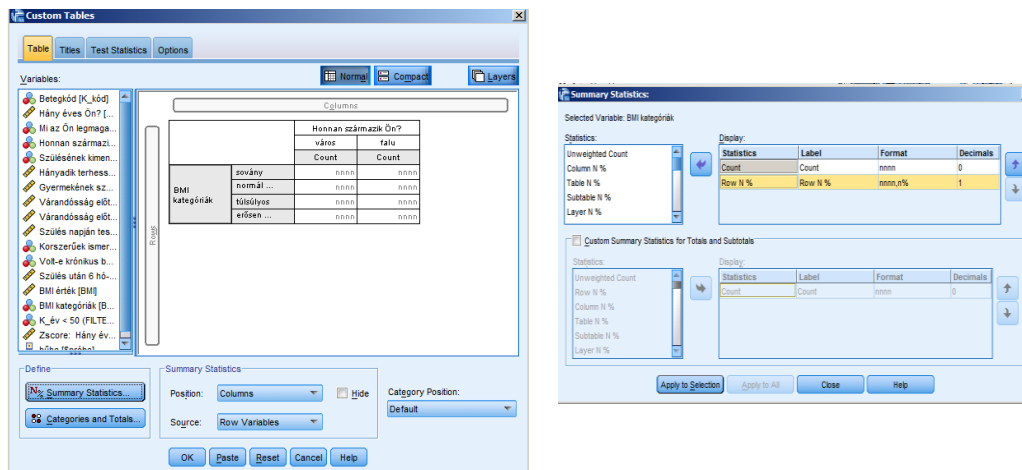 Custom Tables
Table Titles Test Statistics Options
Variables:
Normal Compact Layers
Betegkód [K_kód]
Hány éves Ön? [...
Mi az Ön legmaga...
Honnan származi...
Szülésének kimen...
Hányadik terhess...
Gyermekének sz...
Várandósság előt...
Várandósság előt...
Szülés napján tes...
Korszerűek ismer...
Volt-e krónikus b...
Szülés után 6 hó-...
BMI érték [BMI]
BMI kategóriák [B...
K_év < 50 (FILTE...
Zscore: Hány év...
Columns
Rows
Honnan származik Ön?
város falu
Count Count
BMI kategóriák
sovány nnnn nnnn
normál ... nnnn nnnn
túlsúlyos nnnn nnnn
erősen ... nnnn nnnn
Define
Summary Statistics...
Categories and Totals...
Summary Statistics
Position: Columns Hide
Source: Row Variables
Category Position:
Default
OK Paste Reset Cancel Help
Summary Statistics:
Selected Variable: BMI kategóriák
Statistics:
Unweighted Count
Column N %
Table N %
Subtable N %
Layer N %
Display:
Statistics Label Format Decimals
Count Count nnnn 0
Row N % Row N % nnnn,n% 1
Custom Summary Statistics for Totals and Subtotals
Statistics:
Unweighted Count
Row N %
Column N %
Table N %
Subtable N %
Layer N %
Display:
Statistics Label Format Decimals
Count Count nnnn 0
Apply to Selection Apply to All Close Help